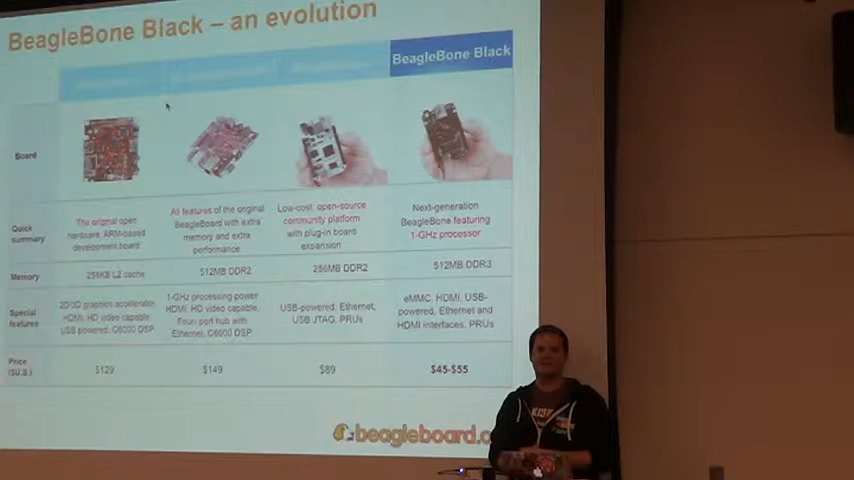 BeagleBone Black – an evolution
BeagleBone Black
Board
Quick
summary
The original open
hardware, ARM-based
development board
All features of the original
BeagleBoard with extra
memory and extra
performance
Low-cost, open-source
community platform
with plug-in board
expansion
Next-generation
BeagleBone featuring
1-GHz processor
Memory
256KB L2 cache
512MB DDR2
256MB DDR2
512MB DDR3
Special
features
2D/3D graphics accelerator
HDMI, HD video capable,
USB powered, C6000 DSP
1-GHz processing power
HDMI, HD video capable,
Four- port hub with
Ethernet, C6000 DSP
USB-powered, Ethernet,
USB JTAG, PRUs
eMMC, HDMI, USB-
powered, Ethernet and
HDMI interfaces, PRUs
Price
($U.S.)
$129
$149
$89
$45-$55
beagleboard.o